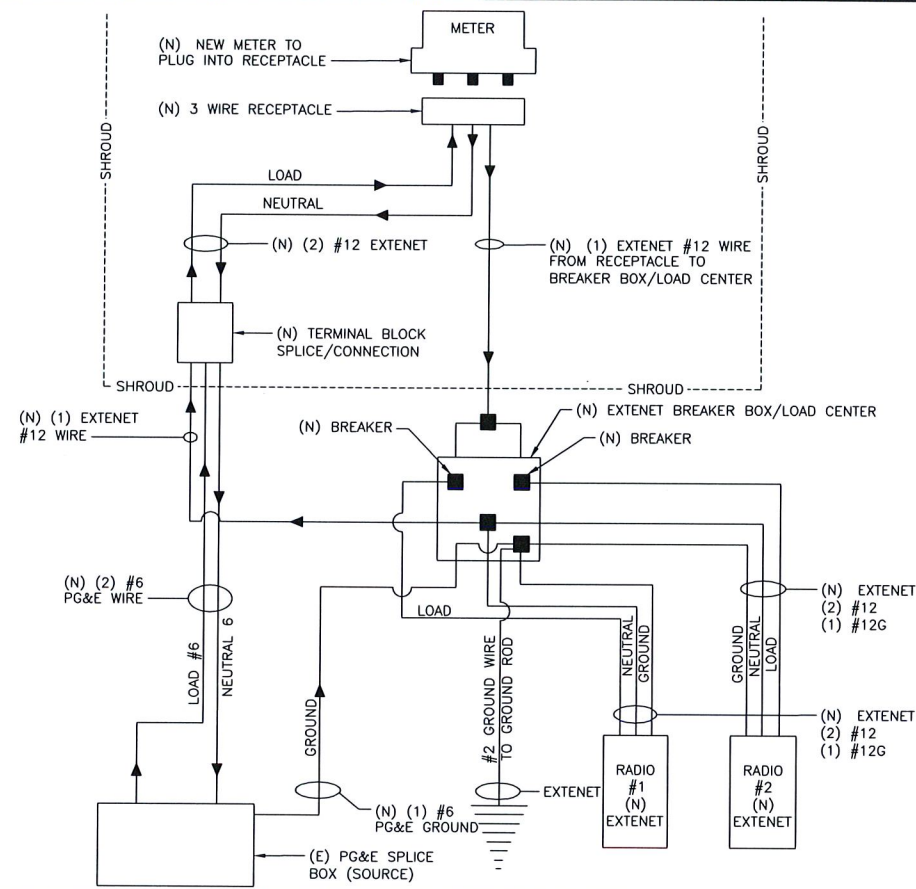 METER
(N) NEW METER TO
PLUG INTO RECEPTACLE
(N) 3 WIRE RECEPTACLE
SHROUD
SHROUD
LOAD
NEUTRAL
(N) (2) #12 EXTENET
(N) (1) EXTENET #12 WIRE
FROM RECEPTACLE TO
BREAKER BOX/LOAD CENTER
(N) TERMINAL BLOCK
SPLICE/CONNECTION
SHROUD
SHROUD
(N) (1) EXTENET
#12 WIRE
(N) BREAKER
(N) EXTENET BREAKER BOX/LOAD CENTER
(N) BREAKER
(N) (2) #6
PG&E WIRE
LOAD #6
NEUTRAL 6
LOAD
GROUND
#2 GROUND WIRE
TO GROUND ROD
NEUTRAL
GROUND
GROUND
NEUTRAL
LOAD
(N) EXTENET
(2) #12
(1) #12G
(N) EXTENET
(2) #12
(1) #12G
EXTENET
RADIO
#1
(N)
EXTENET
RADIO
#2
(N)
EXTENET
(N) (1) #6
PG&E GROUND
(E) PG&E SPLICE
BOX (SOURCE)